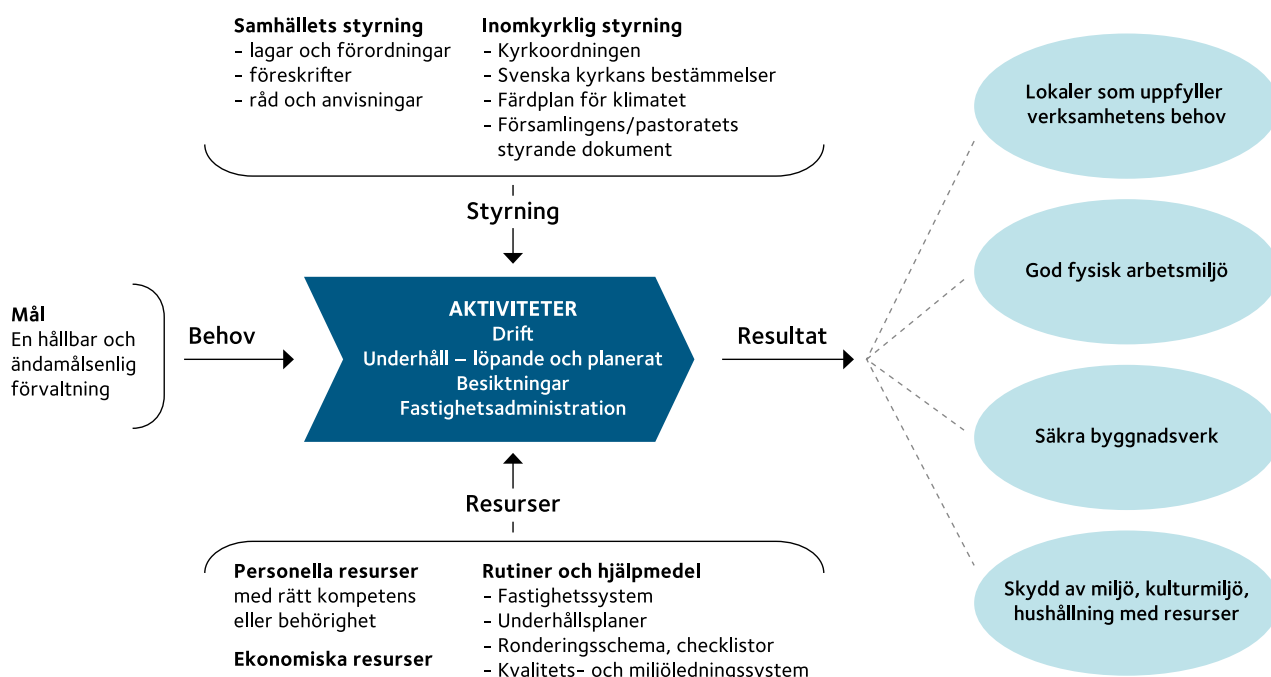 Samhällets styrning
- lagar och förordningar
- föreskrifter
- råd och anvisningar
Inomkyrklig styrning
- Kyrkoordningen
- Svenska kyrkans bestämmelser
- Färdplan för klimatet
- Församlingens/pastoratets
styrande dokument
Styrning
Mål
En hållbar och
ändamålsenlig
förvaltning
Behov
AKTIVITETER
Drift
Underhåll – löpande och planerat
Besiktningar
Fastighetsadministration
Resultat
Resurser
Personella resurser
med rätt kompetens
eller behörighet
Ekonomiska resurser
Rutiner och hjälpmedel
- Fastighetssystem
- Underhållsplaner
- Ronderingsschema, checklistor
- Kvalitets- och miljöledningssystem
Lokaler som uppfyller
verksamhetens behov
God fysisk arbetsmiljö
Säkra byggnadsverk
Skydd av miljö, kulturmiljö,
hushållning med resurser